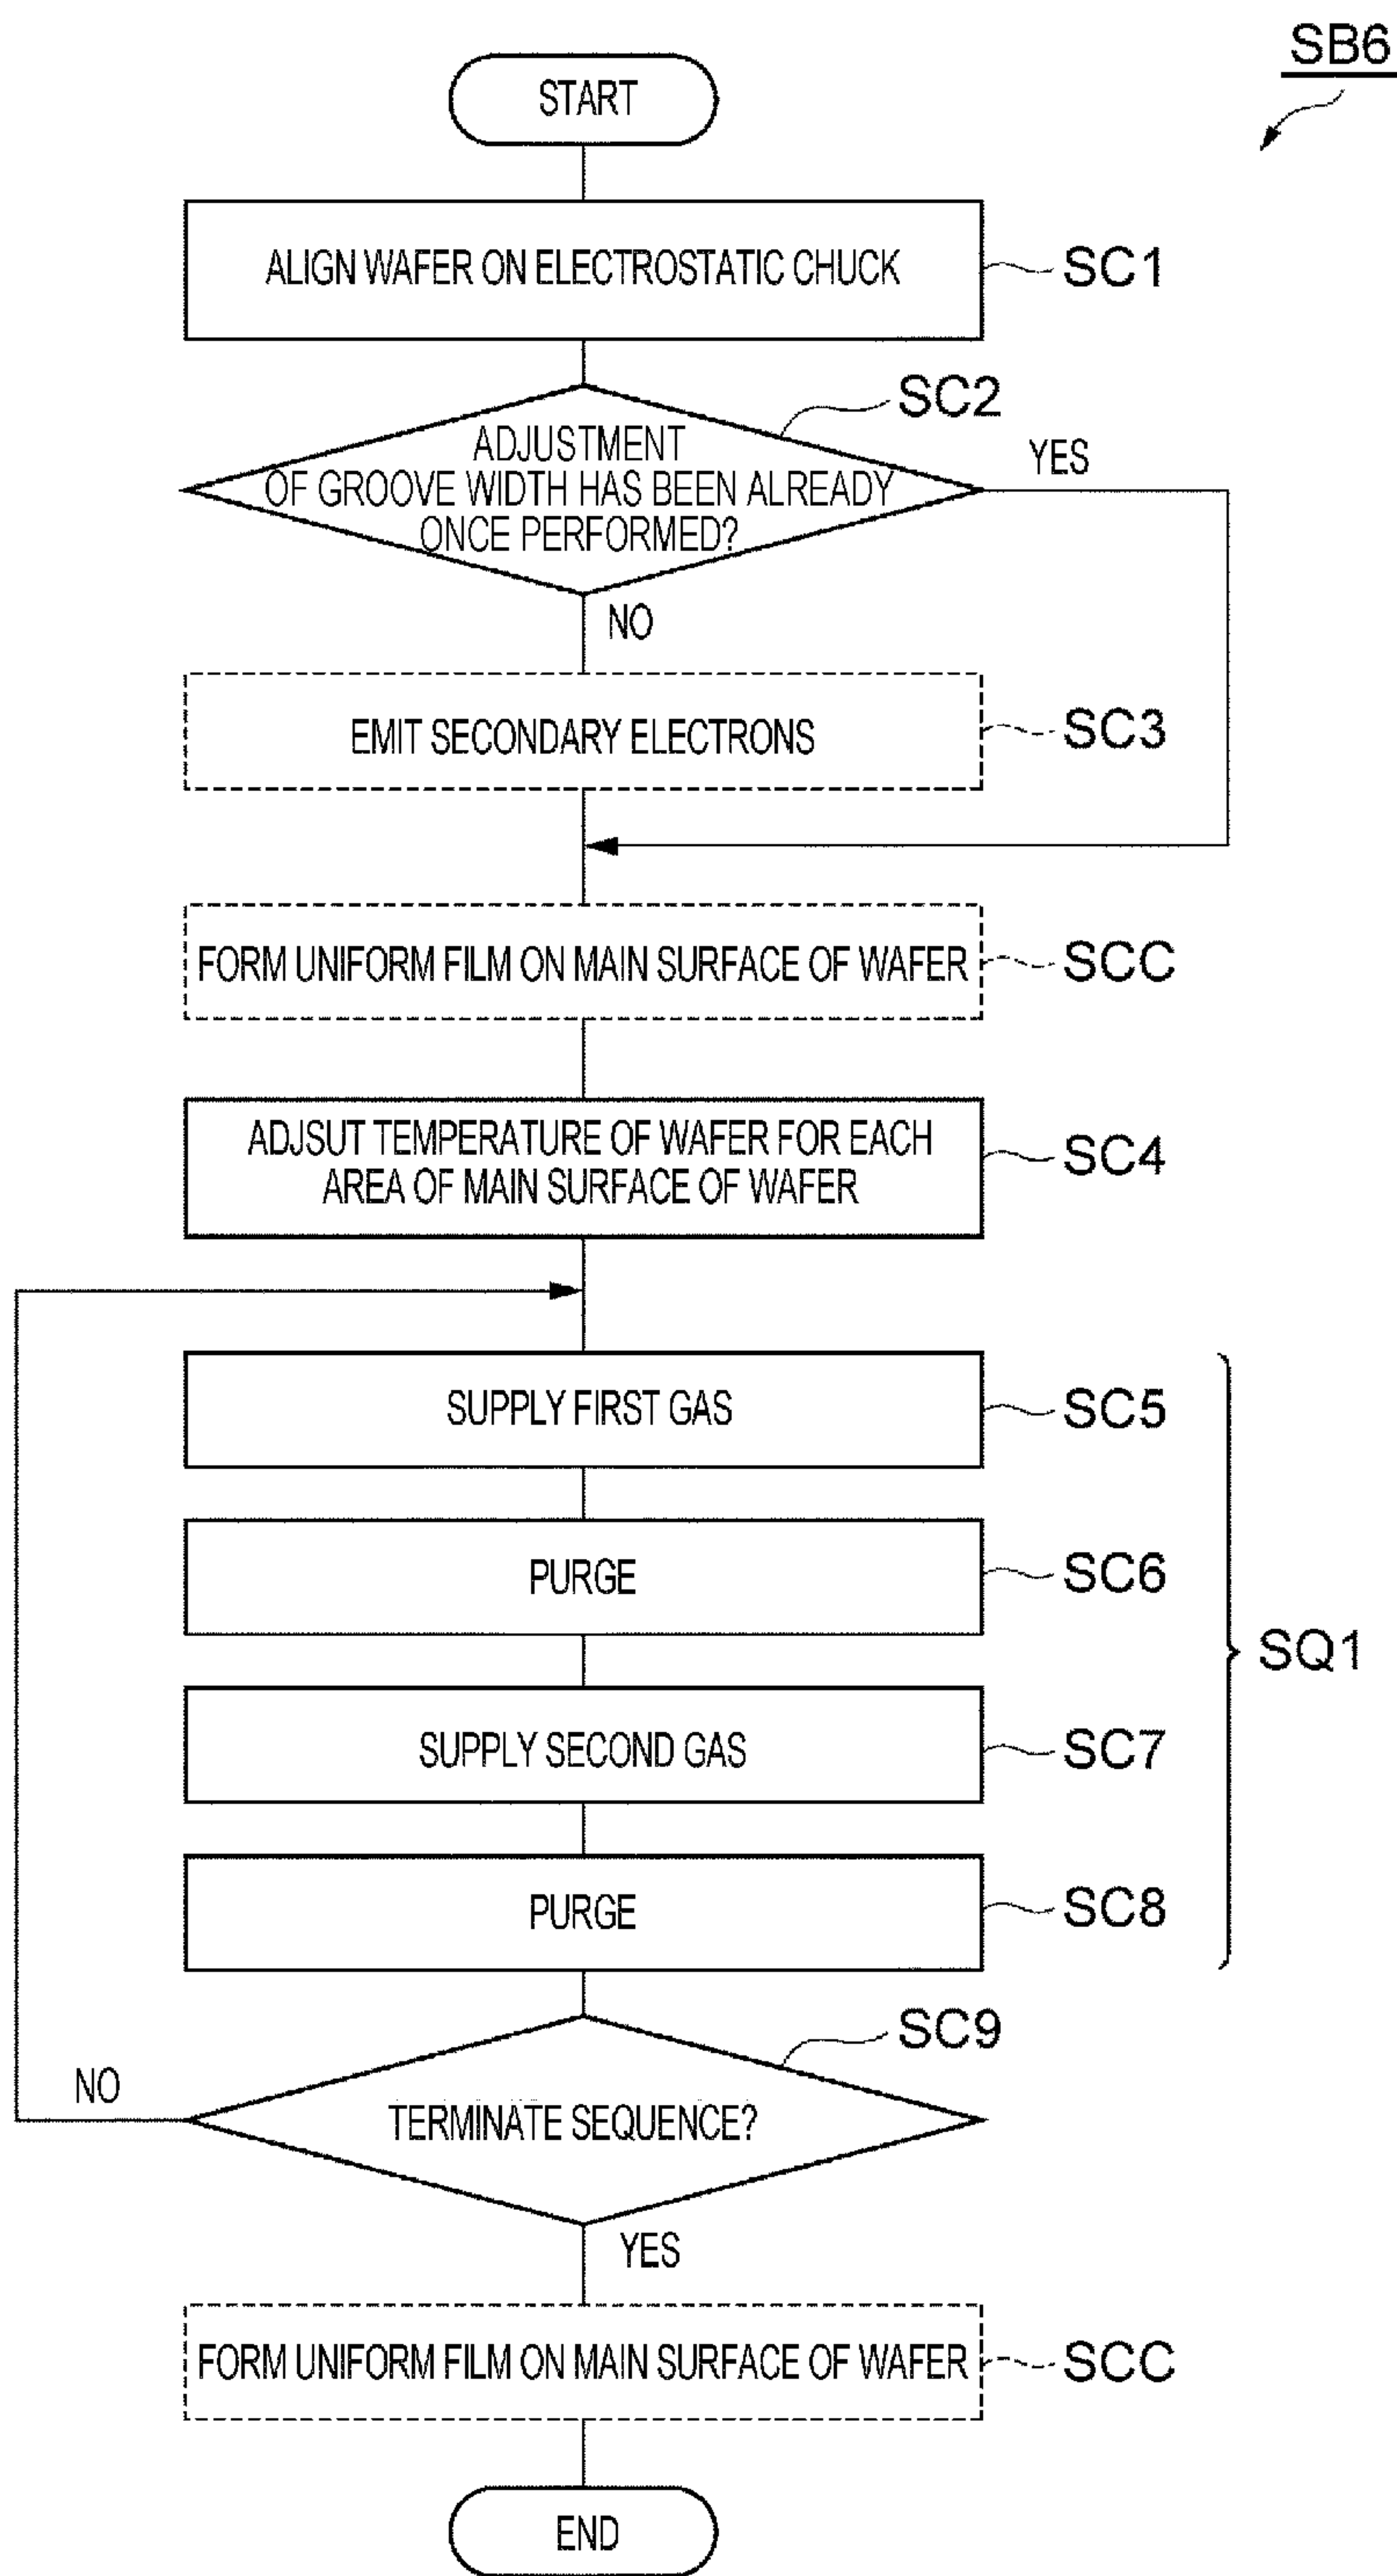 SB6
START
ALIGN WAFER ON ELECTROSTATIC CHUCK
SC1
SC2
ADJUSTMENT
OF GROOVE WIDTH HAS BEEN ALREADY
ONCE PERFORMED?
YES
NO
EMIT SECONDARY ELECTRONS
SC3
FORM UNIFORM FILM ON MAIN SURFACE OF WAFER
SCC
ADJSUT TEMPERATURE OF WAFER FOR EACH
AREA OF MAIN SURFACE OF WAFER
SC4
SUPPLY FIRST GAS
SC5
PURGE
SC6
SQ1
SUPPLY SECOND GAS
SC7
PURGE
SC8
SC9
NO
TERMINATE SEQUENCE?
YES
FORM UNIFORM FILM ON MAIN SURFACE OF WAFER
SCC
END